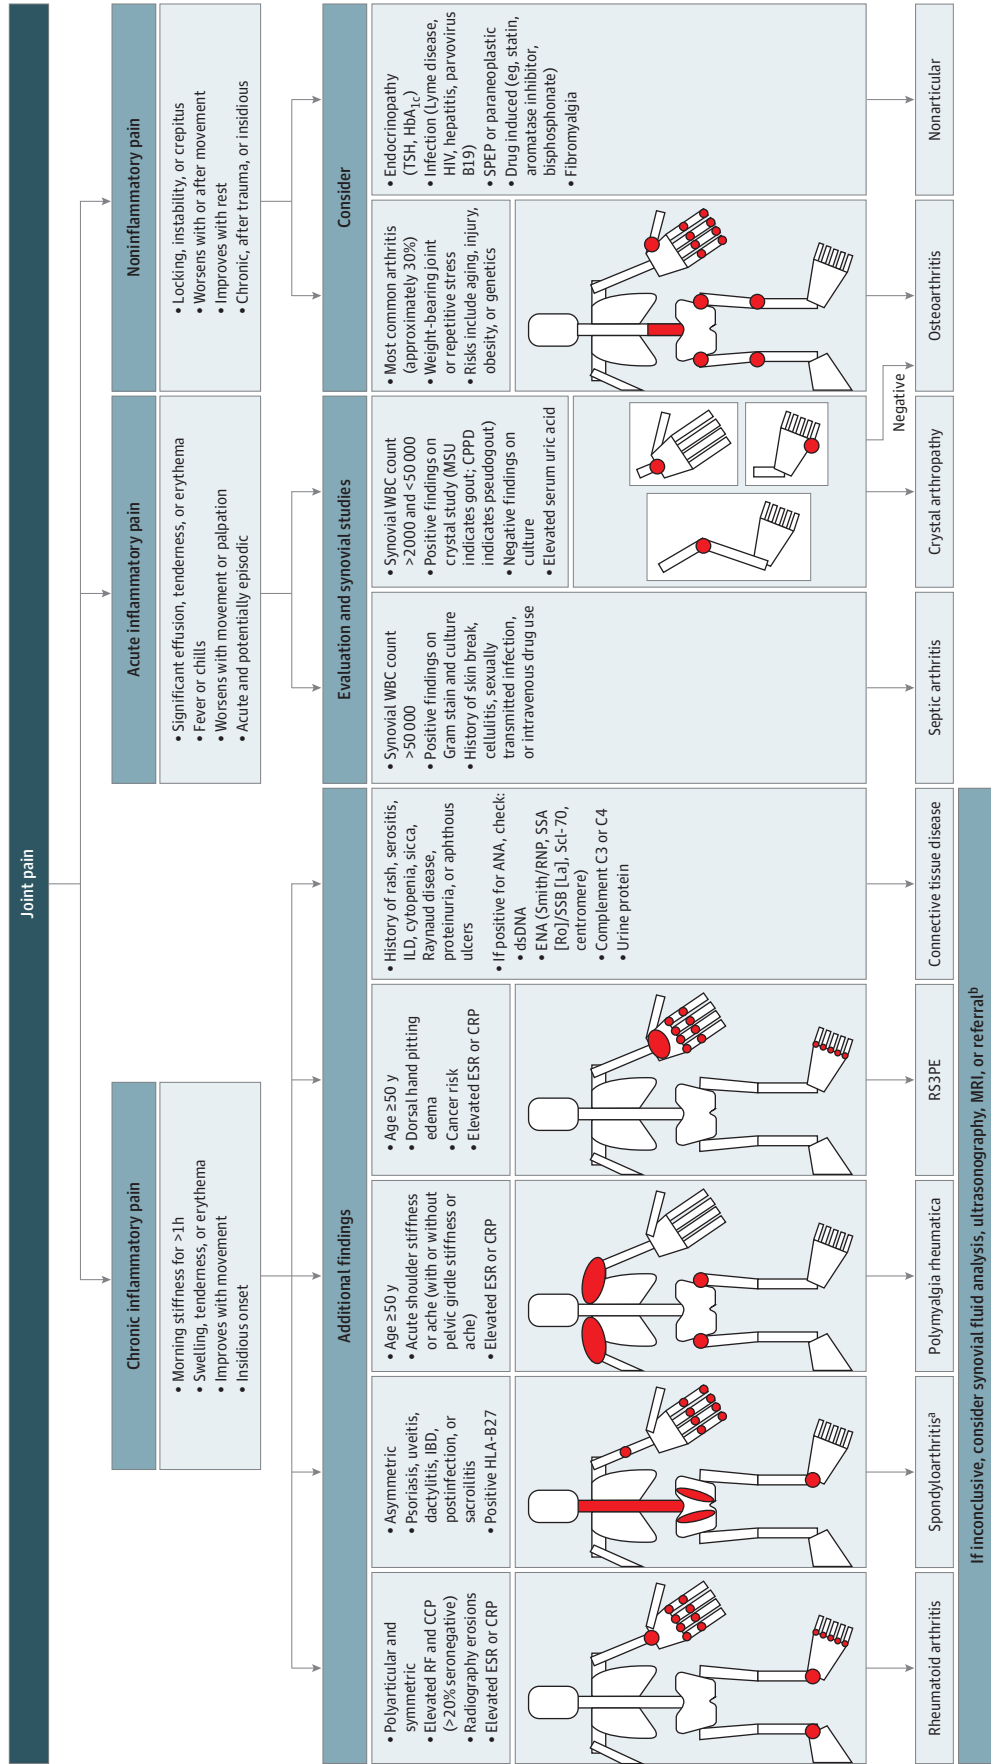 Joint pain
Chronic inflammatory pain
• Morning stiffness for >1h
• Swelling, tenderness, or erythema
• Improves with movement
• Insidious onset
Acute inflammatory pain
• Significant effusion, tenderness, or erythema
• Fever or chills
• Worsens with movement or palpation
• Acute and potentially episodic
Noninflammatory pain
• Locking, instability, or crepitus
• Worsens with or after movement
• Improves with rest
• Chronic, after trauma, or insidious
Additional findings
• Polyarticular and
symmetric
• Elevated RF and CCP
(>20% seronegative)
• Radiography erosions
• Elevated ESR or CRP
• Asymmetric
• Psoriasis, uveitis,
dactylitis, IBD,
postinfection, or
sacroilitis
• Positive HLA-B27
• Age ≥50 y
• Acute shoulder stiffness
or ache (with or without
pelvic girdle stiffness or
ache)
• Elevated ESR or CRP
• Age ≥50 y
• Dorsal hand pitting
edema
• Cancer risk
• Elevated ESR or CRP
• History of rash, serositis,
ILD, cytopenia, sicca,
Raynaud disease,
proteinuria, or aphthous
ulcers
• If positive for ANA, check:
• dsDNA
• ENA (Smith/RNP, SSA
[Ro]/SSB [La], Scl-70,
centromere)
• Complement C3 or C4
• Urine protein
Evaluation and synovial studies
• Synovial WBC count
>50 000
• Positive findings on
Gram stain and culture
• History of skin break,
cellulitis, sexually
transmitted infection,
or intravenous drug use
• Synovial WBC count
>2000 and <50 000
• Positive findings on
crystal study (MSU
indicates gout; CPPD
indicates pseudogout)
• Negative findings on
culture
• Elevated serum uric acid
Consider
• Most common arthritis
(approximately 30%)
• Weight-bearing joint
or repetitive stress
• Risks include aging, injury,
obesity, or genetics
• Endocrinopathy
(TSH, HbA1c)
• Infection (Lyme disease,
HIV, hepatitis, parvovirus
B19)
• SPEP or paraneoplastic
• Drug induced (eg, statin,
aromatase inhibitor,
bisphosphonate)
• Fibromyalgia
Negative
Rheumatoid arthritis
Spondyloarthritisa
Polymyalgia rheumatica
RS3PE
Connective tissue disease
Septic arthritis
Crystal arthropathy
Osteoarthritis
Nonarticular
If inconclusive, consider synovial fluid analysis, ultrasonography, MRI, or referralb